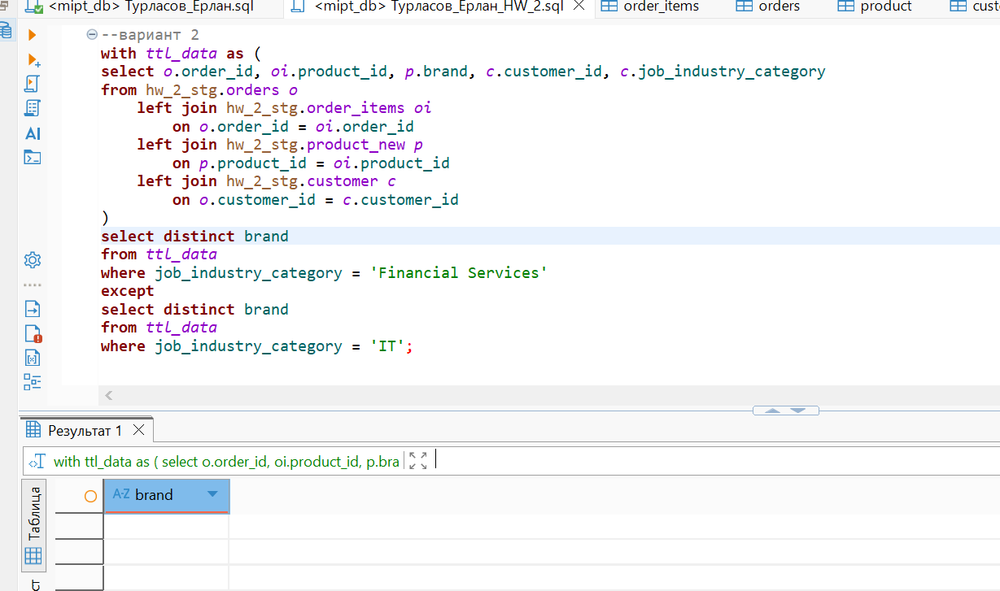 <mipt_db> Турласов_Ерлан.sql <mipt_db> Турласов_Ерлан_HW_2.sql order_items orders product
--вариант 2
with ttl_data as (
select o.order_id, oi.product_id, p.brand, c.customer_id, c.job_industry_category
from hw_2_stg.orders o
left join hw_2_stg.order_items oi
on o.order_id = oi.order_id
left join hw_2_stg.product_new p
on p.product_id = oi.product_id
left join hw_2_stg.customer c
on o.customer_id = c.customer_id
)
select distinct brand
from ttl_data
where job_industry_category = 'Financial Services'
except
select distinct brand
from ttl_data
where job_industry_category = 'IT';
AI
Результат 1
with ttl_data as ( select o.order_id, oi.product_id, p.bra
A-Z brand
Таблица